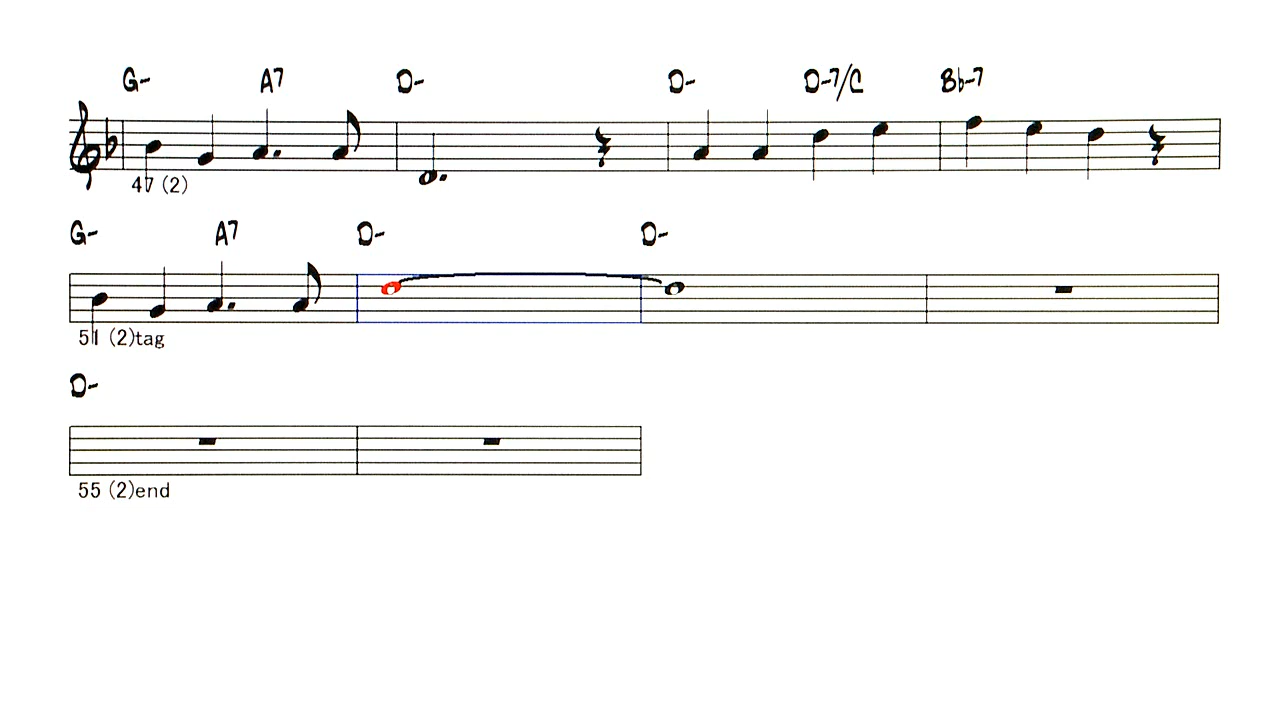 G- A7 D- D- D-7/C Bb-7
47 (2)
G- A7 D- D-
51 (2)tag
D-
55 (2)end